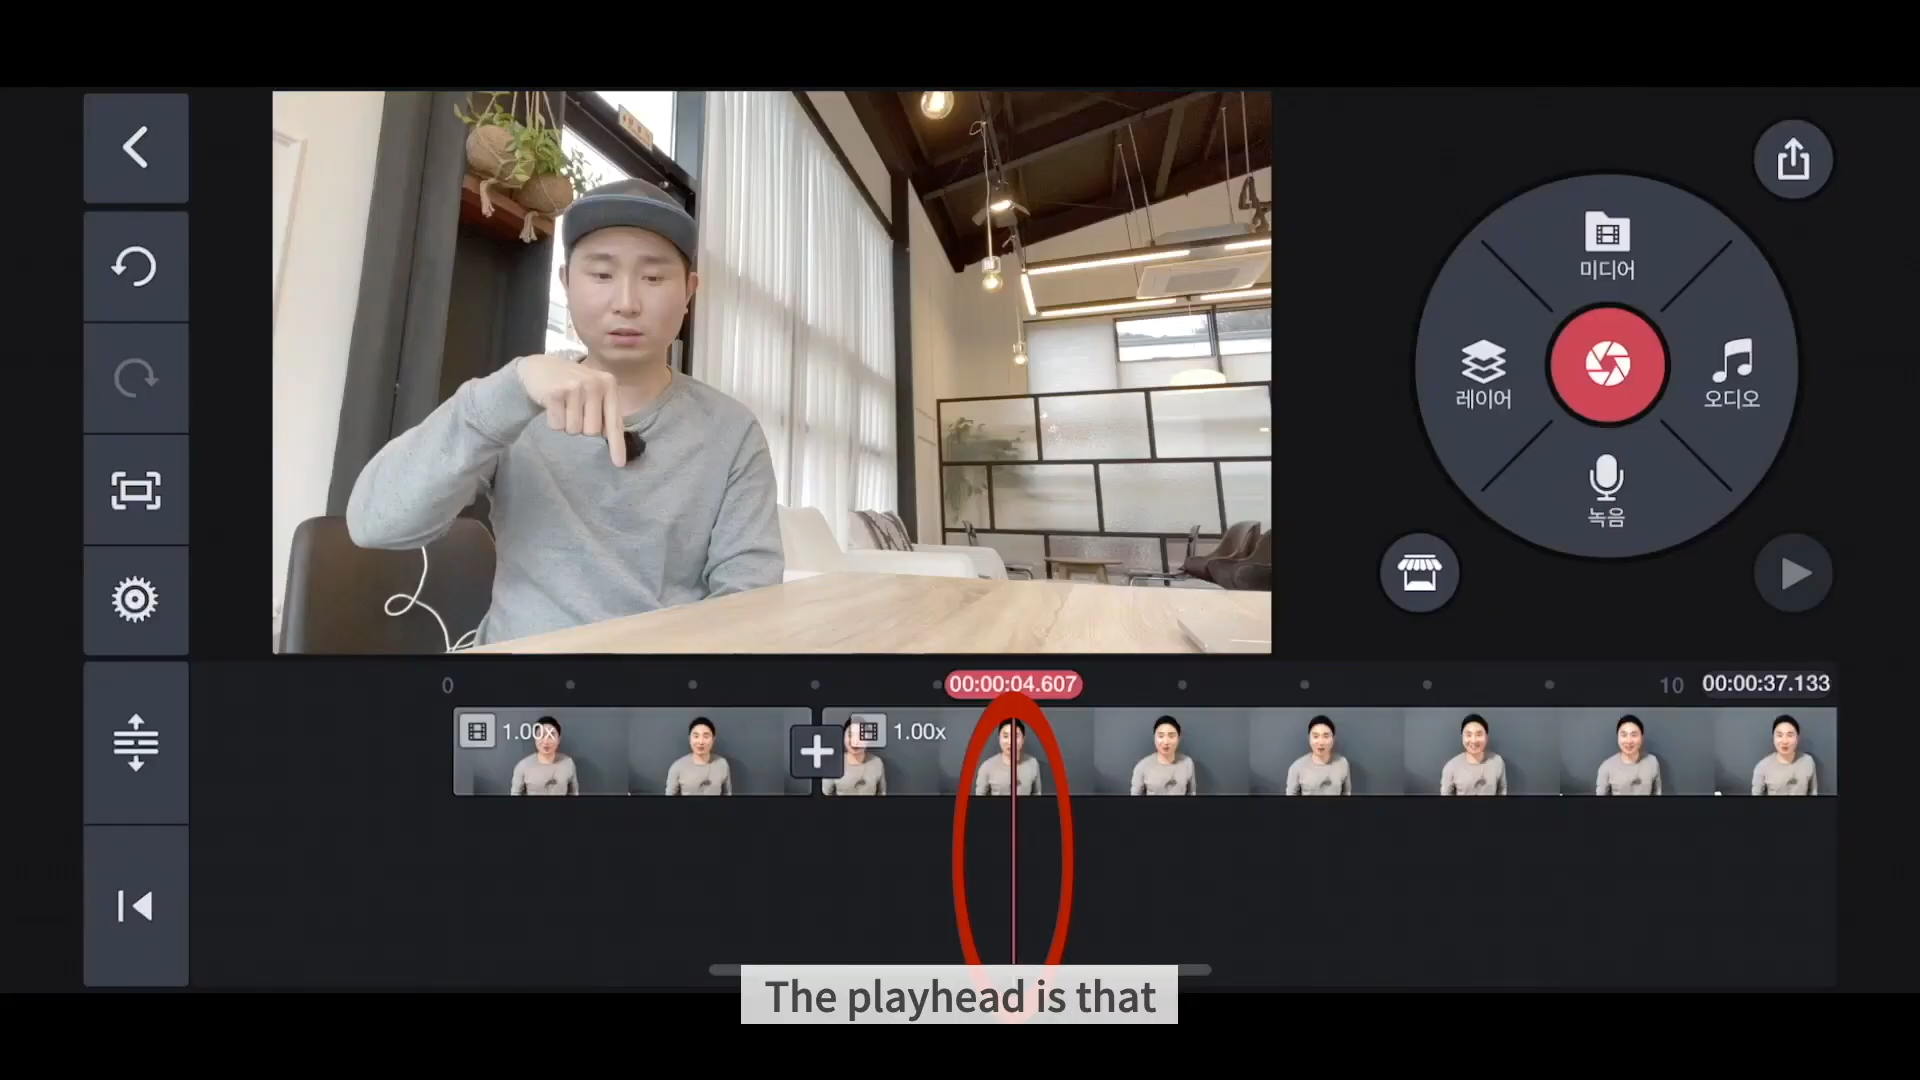 미디어
레이어
오디오
녹음
0
00:00:04.607
10
00:00:37.133
1.00x
1.00x
The playhead is that